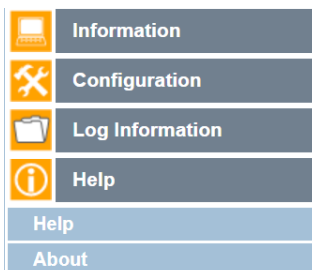 Information
Configuration
Log Information
Help
Help
About